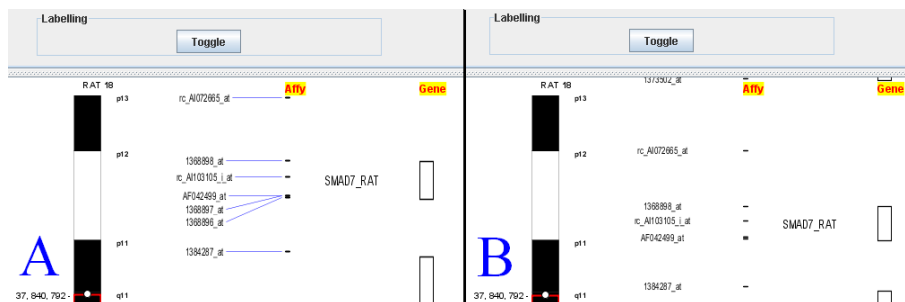 Labelling
Toggle
RAT 18
Affy
Gene
p13
rc_AI072665_at
p12
1368898_at
rc_AI103105_i_at
SMAD7_RAT
AF042499_at
1368897_at
1368896_at
p11
1384287_at
A
37, 840, 792 -
q11
Labelling
Toggle
1373502_at
RAT 18
Affy
Gene
p13
rc_AI072665_at
p12
1368898_at
rc_AI103105_i_at
SMAD7_RAT
AF042499_at
p11
B
1384287_at
37, 840, 792 -
q11